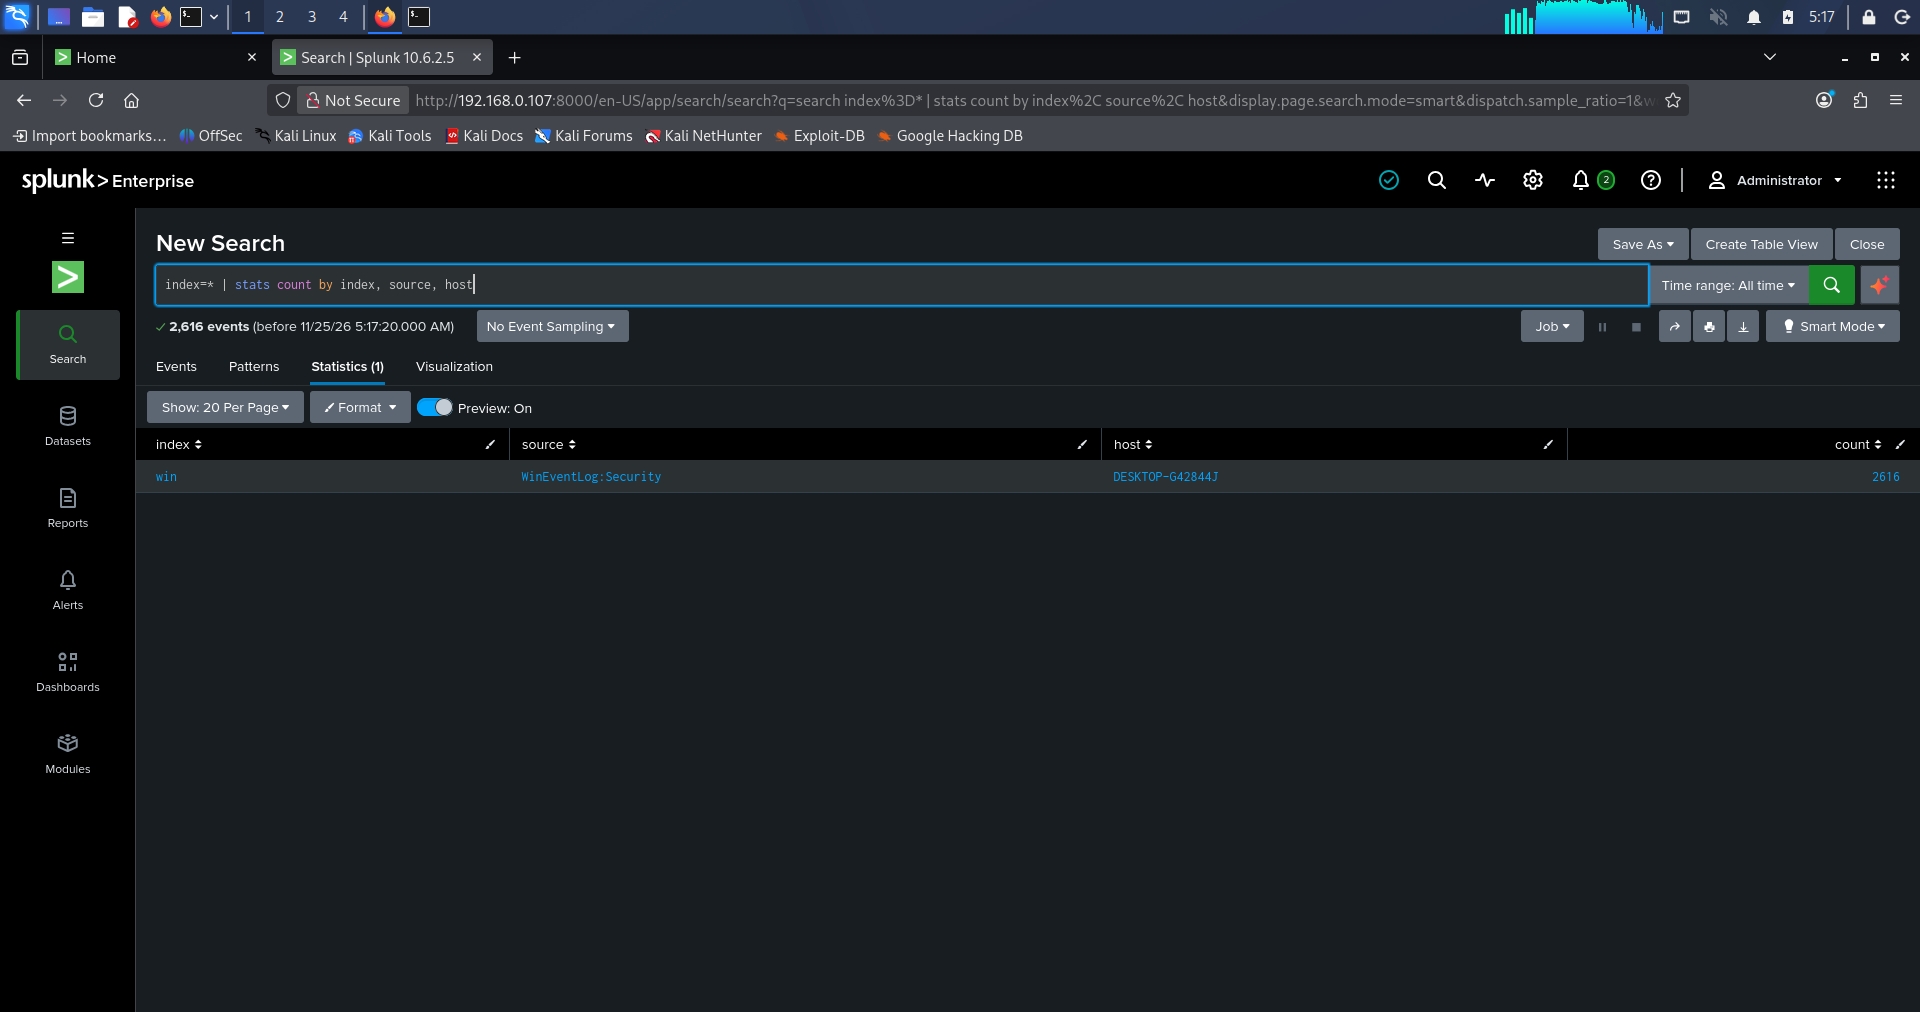 1 2 3 4 5:17
Home
Search | Splunk 10.6.2.5
Not Secure http://192.168.0.107:8000/en-US/app/search/search?q=search index%3D* | stats count by index%2C source%2C host&display.page.search.mode=smart&dispatch.sample_ratio=1&w
Import bookmarks… OffSec Kali Linux Kali Tools Kali Docs Kali Forums Kali NetHunter Exploit-DB Google Hacking DB
splunk> Enterprise 2 Administrator
New Search Save As Create Table View Close
index=* | stats count by index, source, host Time range: All time
2,616 events (before 11/25/26 5:17:20.000 AM) No Event Sampling Job Smart Mode
Events Patterns Statistics (1) Visualization
Show: 20 Per Page Format Preview: On
index source host count
win WinEventLog:Security DESKTOP-G42844J 2616
Search
Datasets
Reports
Alerts
Dashboards
Modules